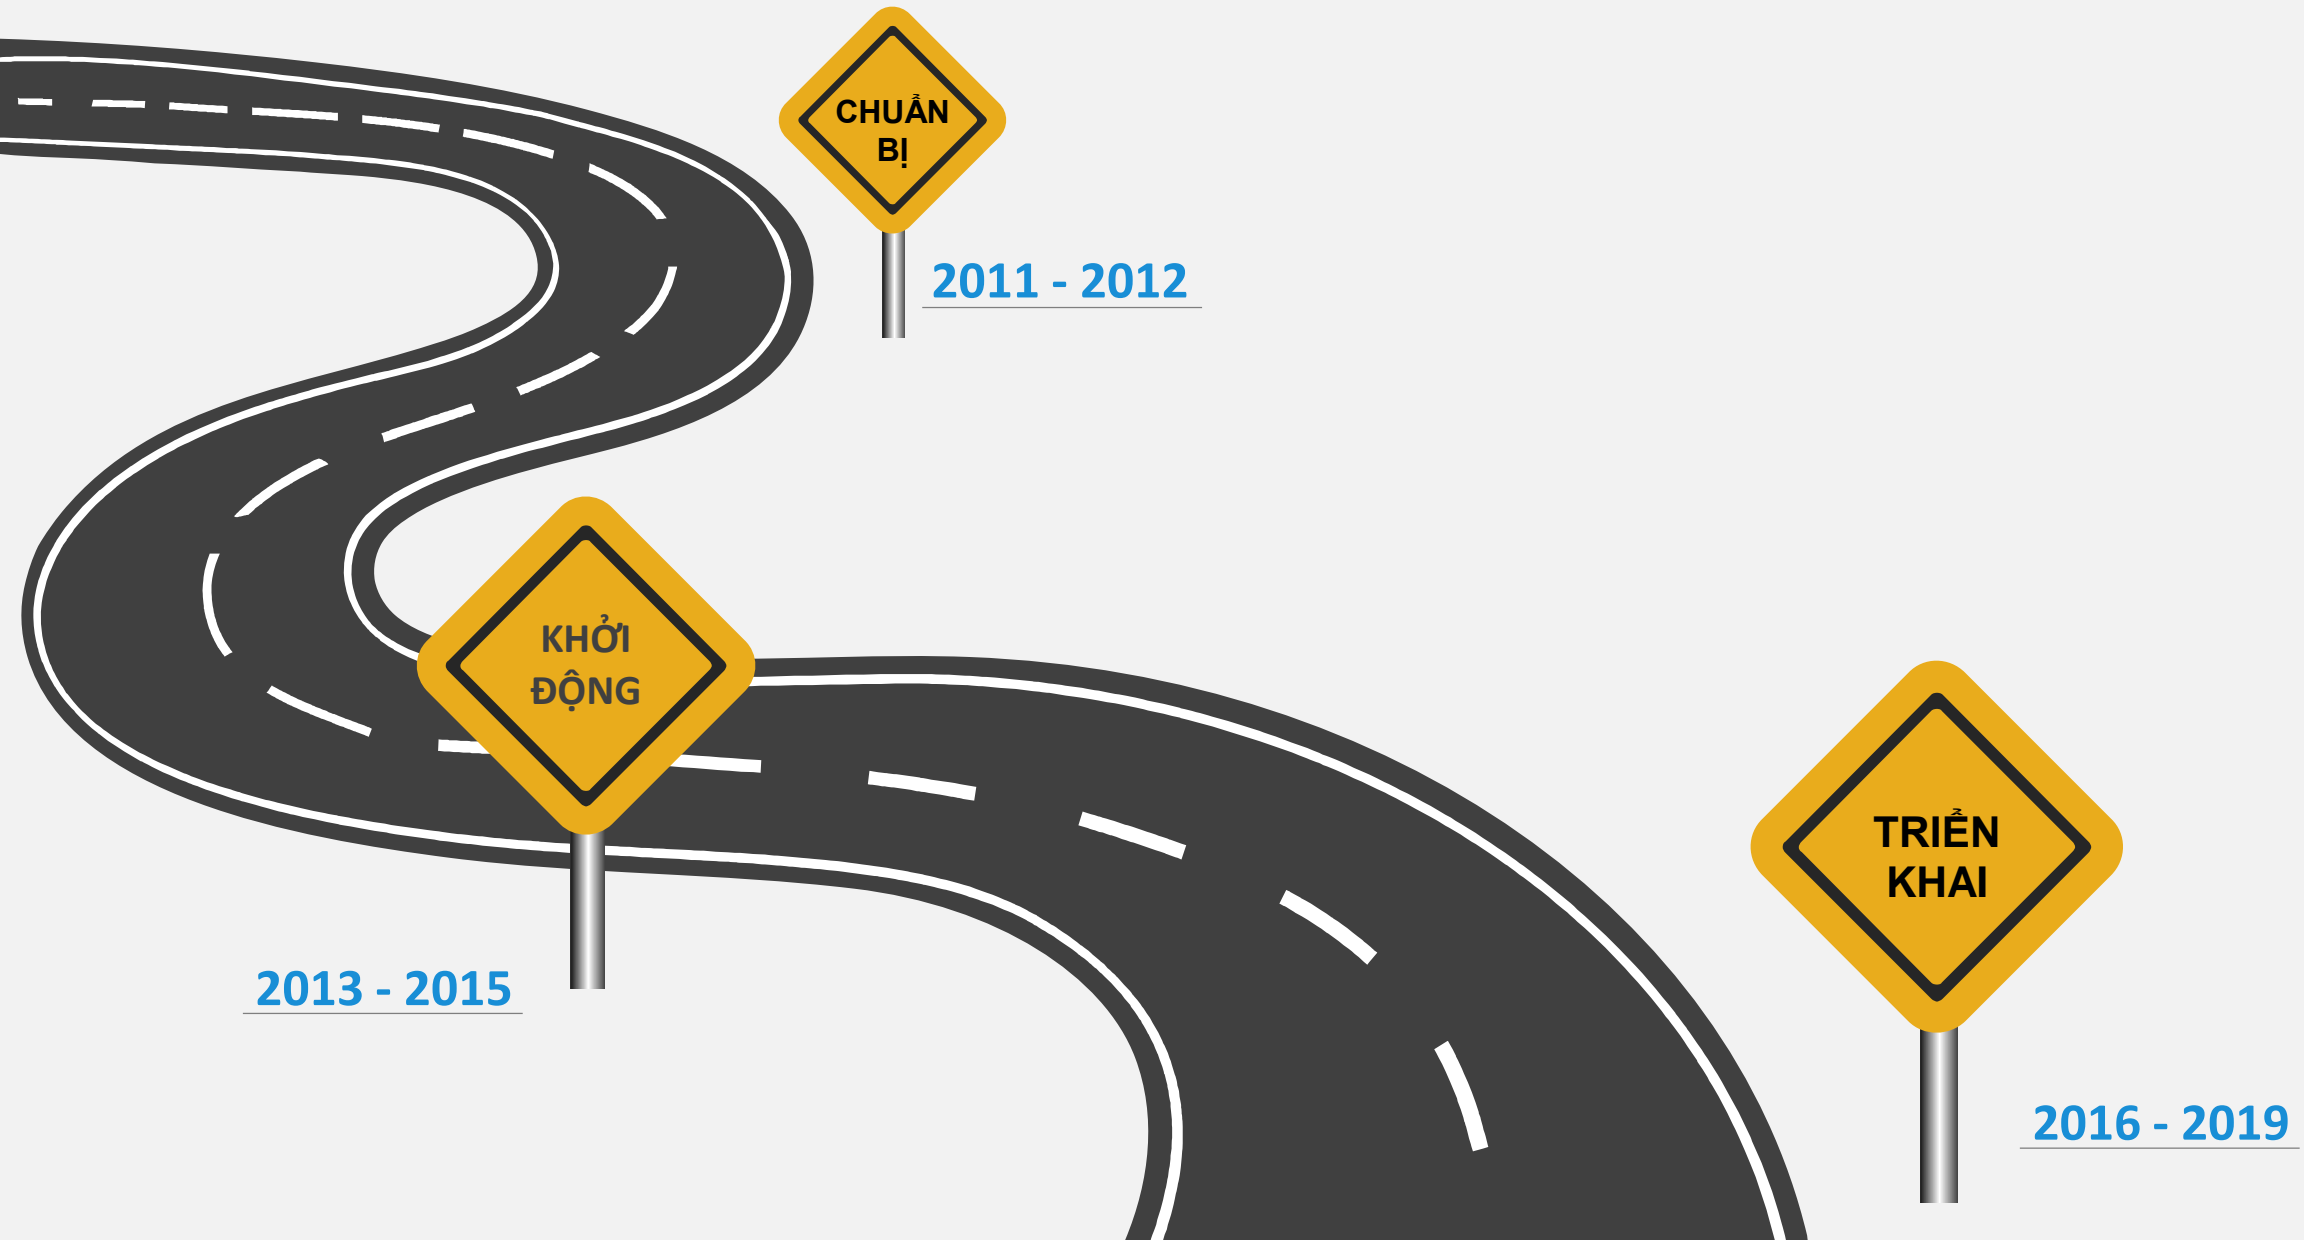 CHUẨN
BỊ
2011 - 2012
KHỞI
ĐỘNG
2013 - 2015
TRIỂN
KHAI
2016 - 2019